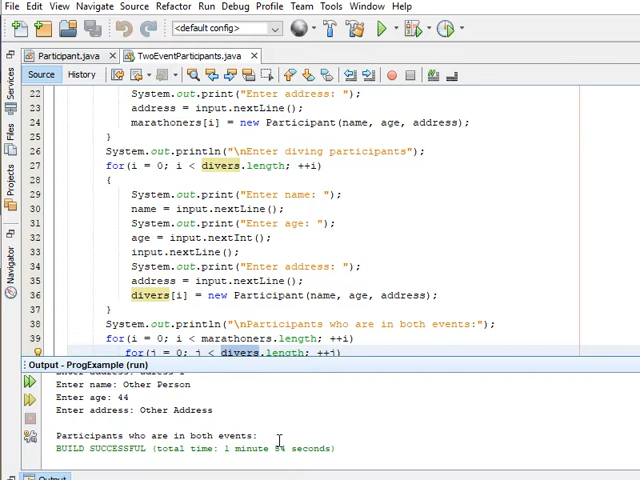 File Edit View Navigate Source Refactor Run Debug Profile Team Tools Window Help
<default config>
Participant.java TwoEventParticipants.java
Source History
22 System.out.print("Enter address: ");
23 address = input.nextLine();
24 marathoners[i] = new Participant(name, age, address);
25 }
26 System.out.println("\nEnter diving participants");
27 for(i = 0; i < divers.length; ++i)
28 {
29 System.out.print("Enter name: ");
30 name = input.nextLine();
31 System.out.print("Enter age: ");
32 age = input.nextInt();
33 input.nextLine();
34 System.out.print("Enter address: ");
35 address = input.nextLine();
36 divers[i] = new Participant(name, age, address);
37 }
38 System.out.println("\nParticipants who are in both events:");
39 for(i = 0; i < marathoners.length; ++i)
for(j = 0; j < divers.length; ++j)
Services
Files
Projects
Navigator
Output - ProgExample (run)
Enter name: Other Person
Enter age: 44
Enter address: Other Address
Participants who are in both events:
BUILD SUCCESSFUL (total time: 1 minute 54 seconds)
Output